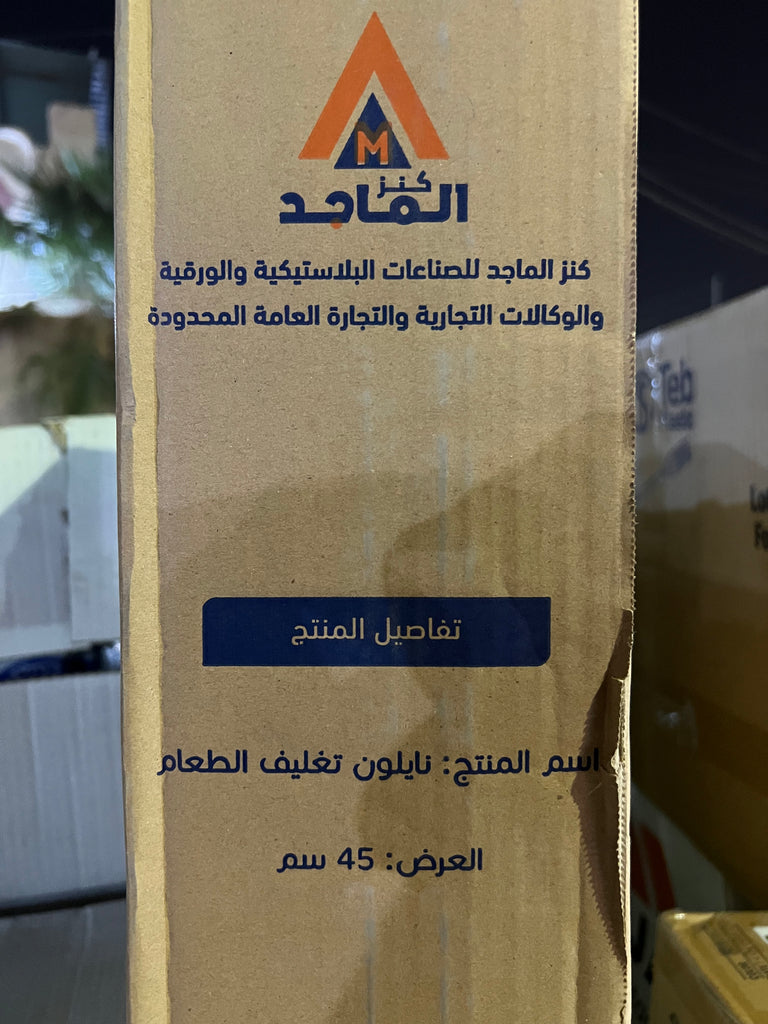 M
كنز
الماجد
كنز الماجد للصناعات البلاستيكية والورقية
والوكالات التجارية والتجارة العامة المحدودة
تفاصيل المنتج
اسم المنتج: نايلون تغليف الطعام
العرض: 45 سم
Teb